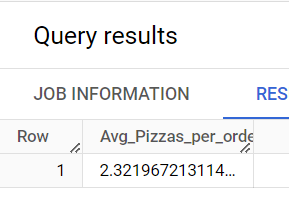 Query results
JOB INFORMATION RES
Row Avg_Pizzas_per_orde
1 2.321967213114...